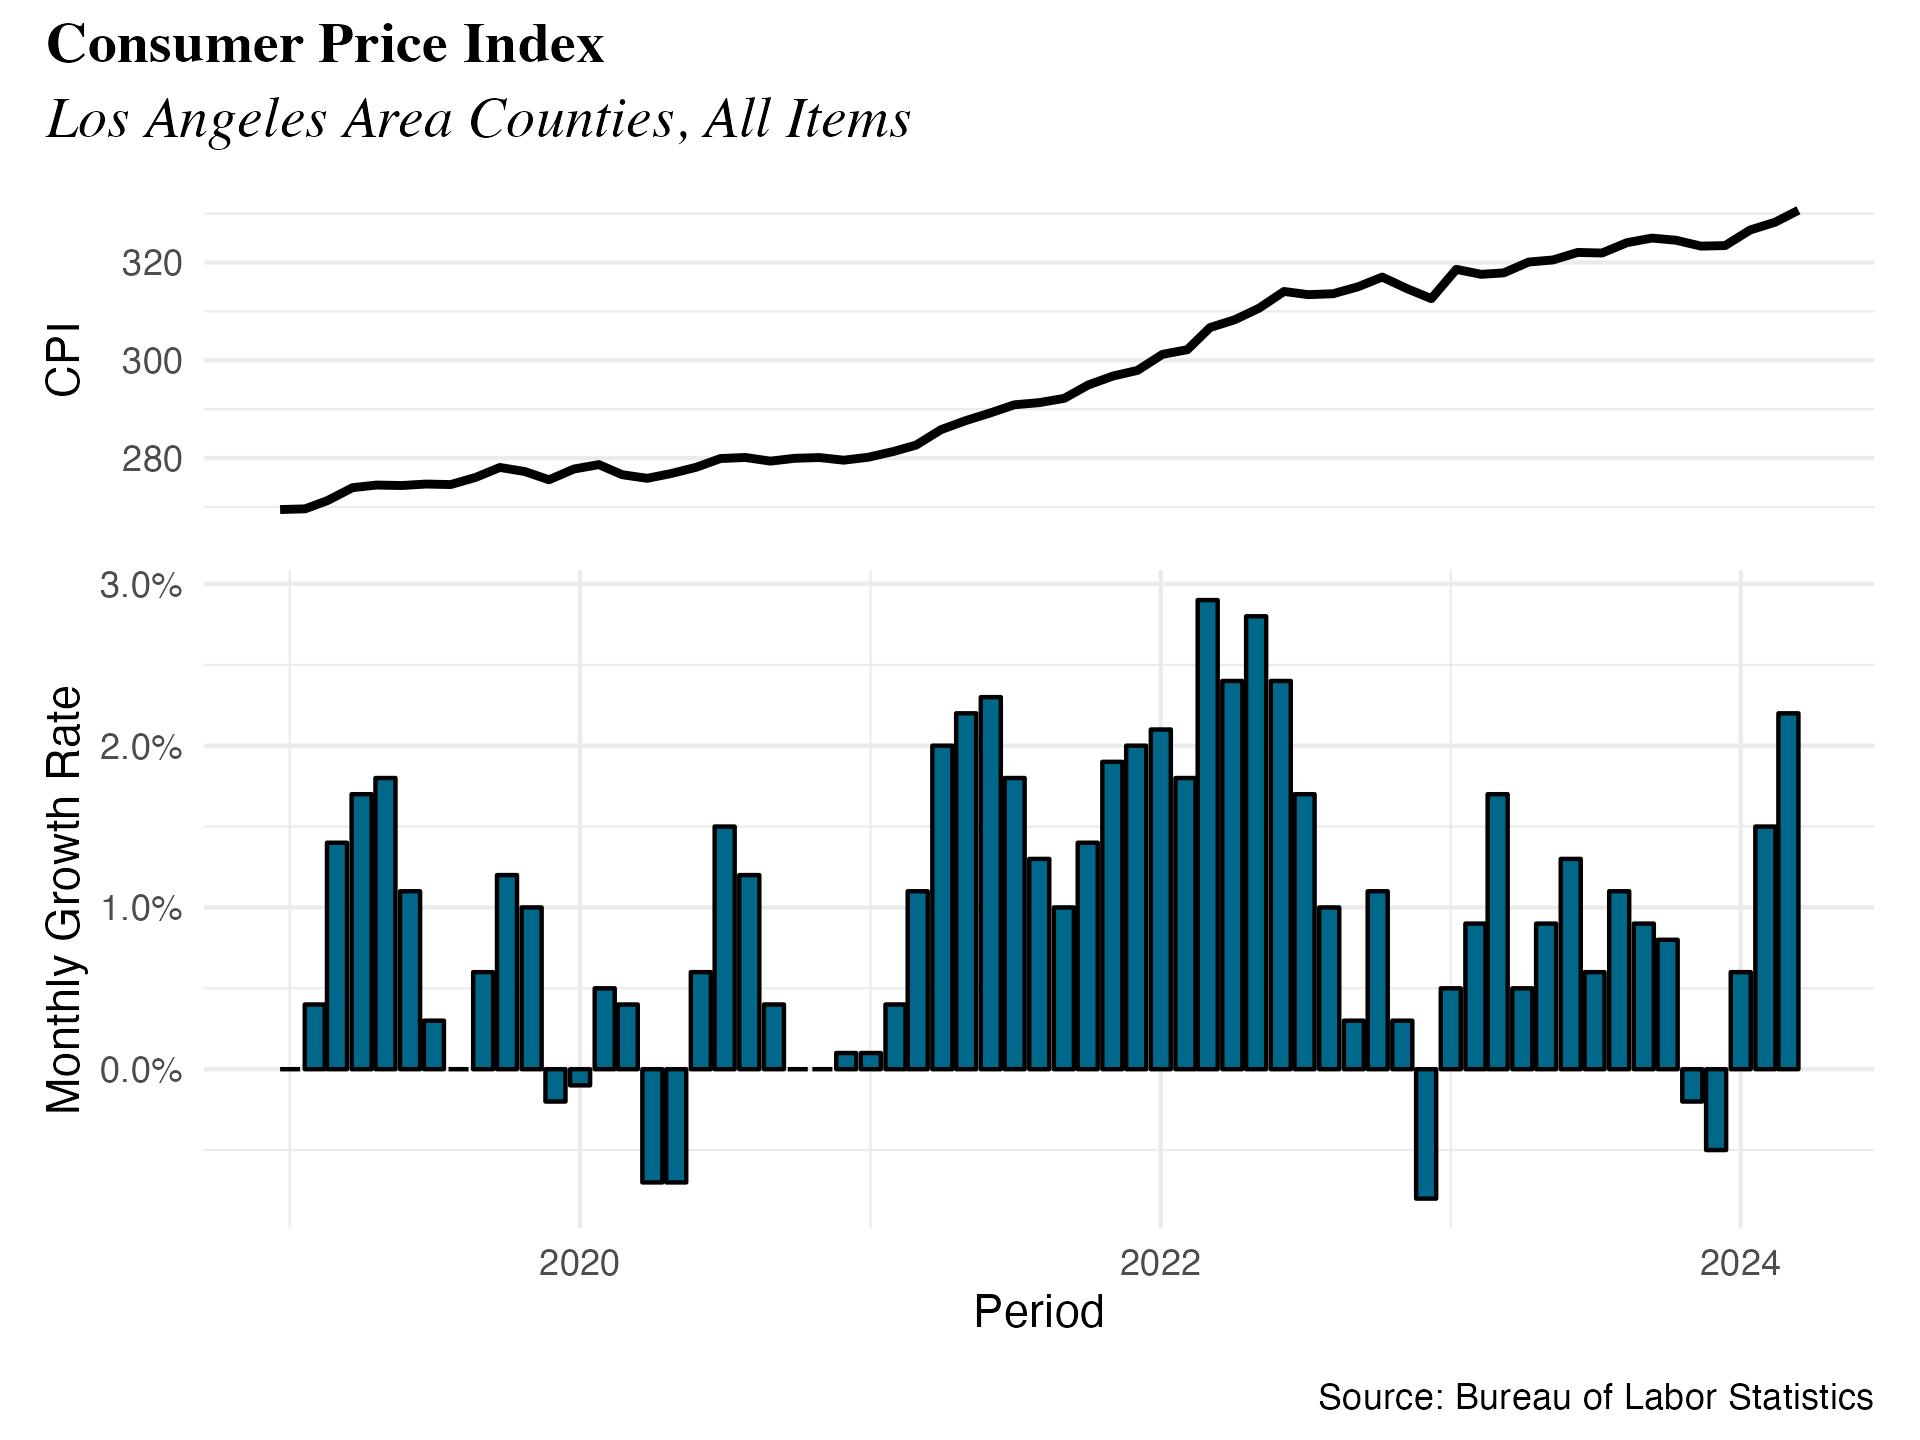 Consumer Price Index
Los Angeles Area Counties, All Items
CPI
320
300
280
Monthly Growth Rate
3.0%
2.0%
1.0%
0.0%
2020
2022
2024
Period
Source: Bureau of Labor Statistics